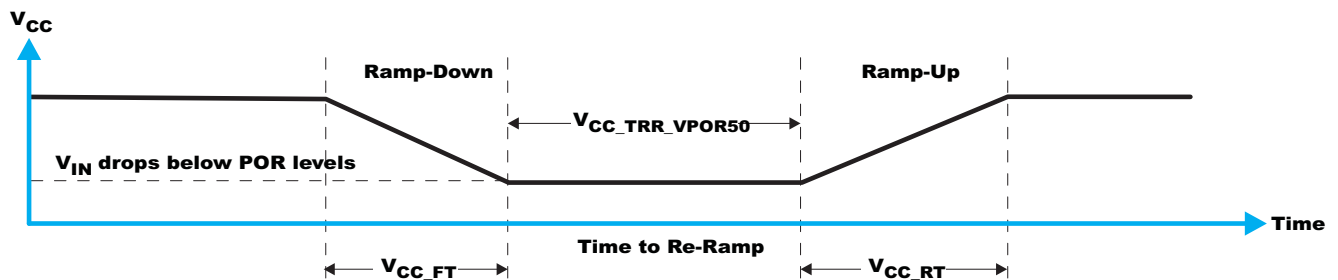 VCC
Ramp-Down
Ramp-Up
VCC_TRR_VPOR50
VIN drops below POR levels
Time
Time to Re-Ramp
VCC_FT
VCC_RT